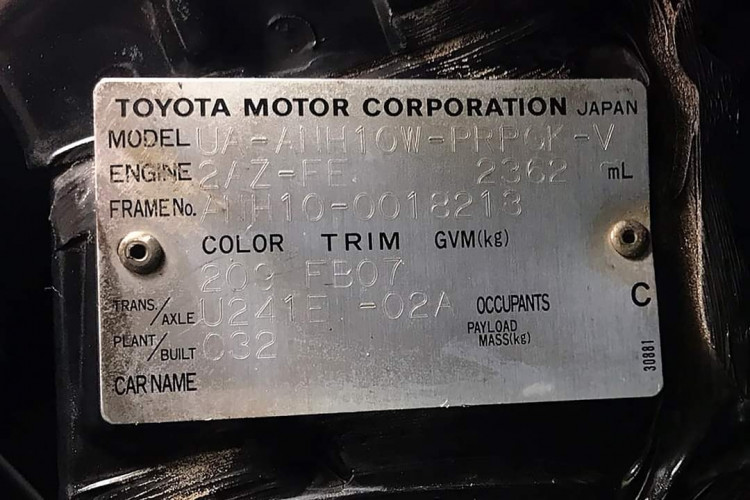 TOYOTA MOTOR CORPORATION JAPAN
MODEL UA-ANH10W-PRPGK-V
ENGINE 2AZ-FE 2362 mL
FRAME No. ANH10-0018213
COLOR TRIM GVM(kg)
209 FB07
TRANS./AXLE U241E -02A OCCUPANTS C
PAYLOAD MASS(kg)
PLANT/BUILT 032
30881
CAR NAME